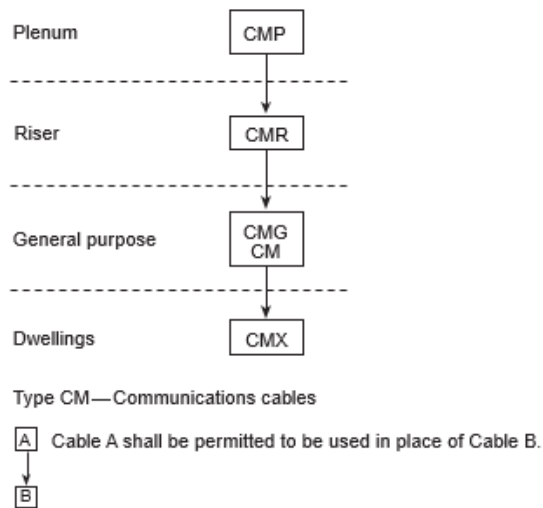 Plenum
CMP
Riser
CMR
General purpose
CMG
CM
Dwellings
CMX
Type CM—Communications cables
A Cable A shall be permitted to be used in place of Cable B.
B